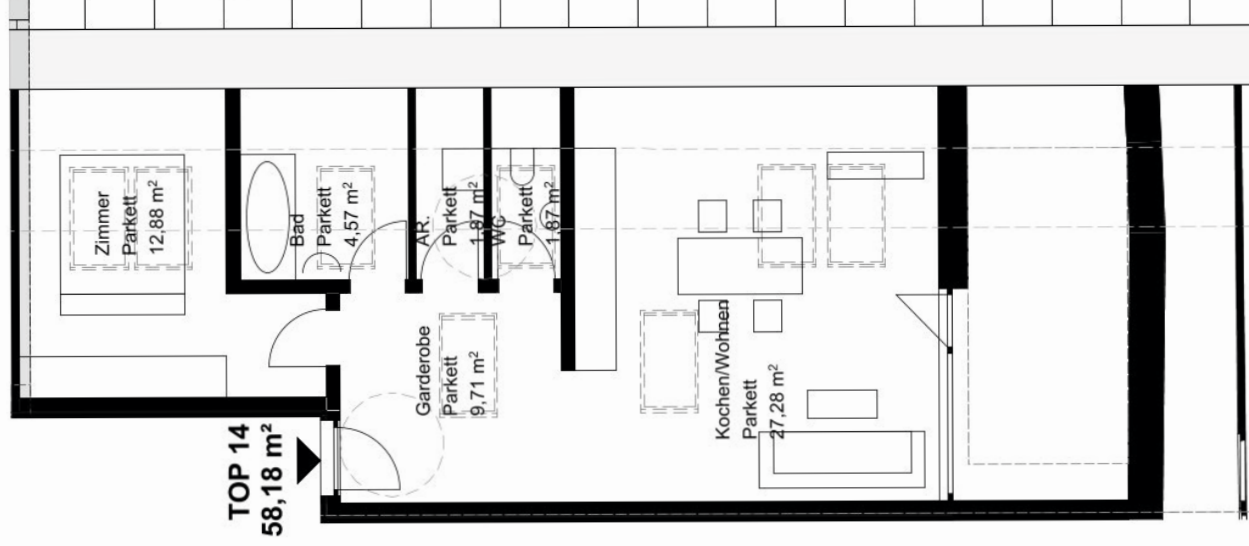 TOP 14
58,18 m²
Zimmer
Parkett
12,88 m²
Bad
Parkett
4,57 m²
AR.
Parkett
1,87 m²
WC
Parkett
1,87 m²
Garderobe
Parkett
9,71 m²
Kochen/Wohnen
Parkett
27,28 m²